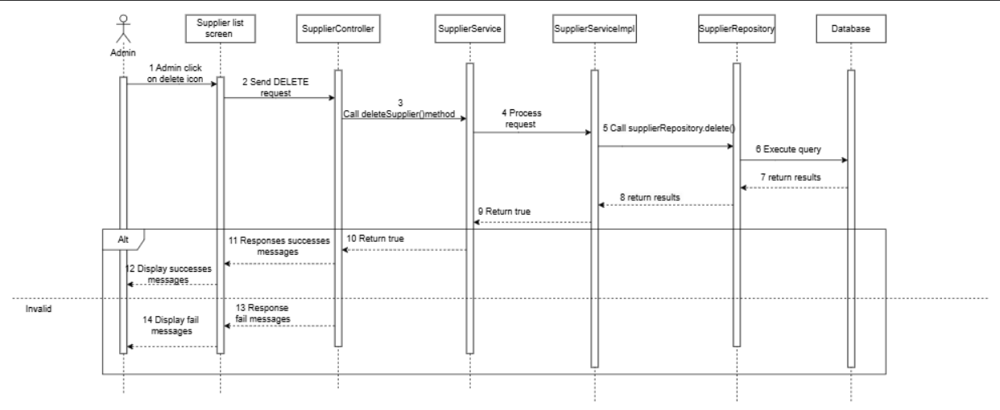 Supplier list
screen
SupplierController
SupplierService
SupplierServiceImpl
SupplierRepository
Database
Admin
1 Admin click
on delete icon
2 Send DELETE
request
3
Call deleteSupplier()method
4 Process
request
5 Call supplierRepository.delete()
6 Execute query
7 return results
8 return results
9 Return true
Alt
10 Return true
11 Responses successes
messages
12 Display successes
messages
Invalid
13 Response
fail messages
14 Display fail
messages